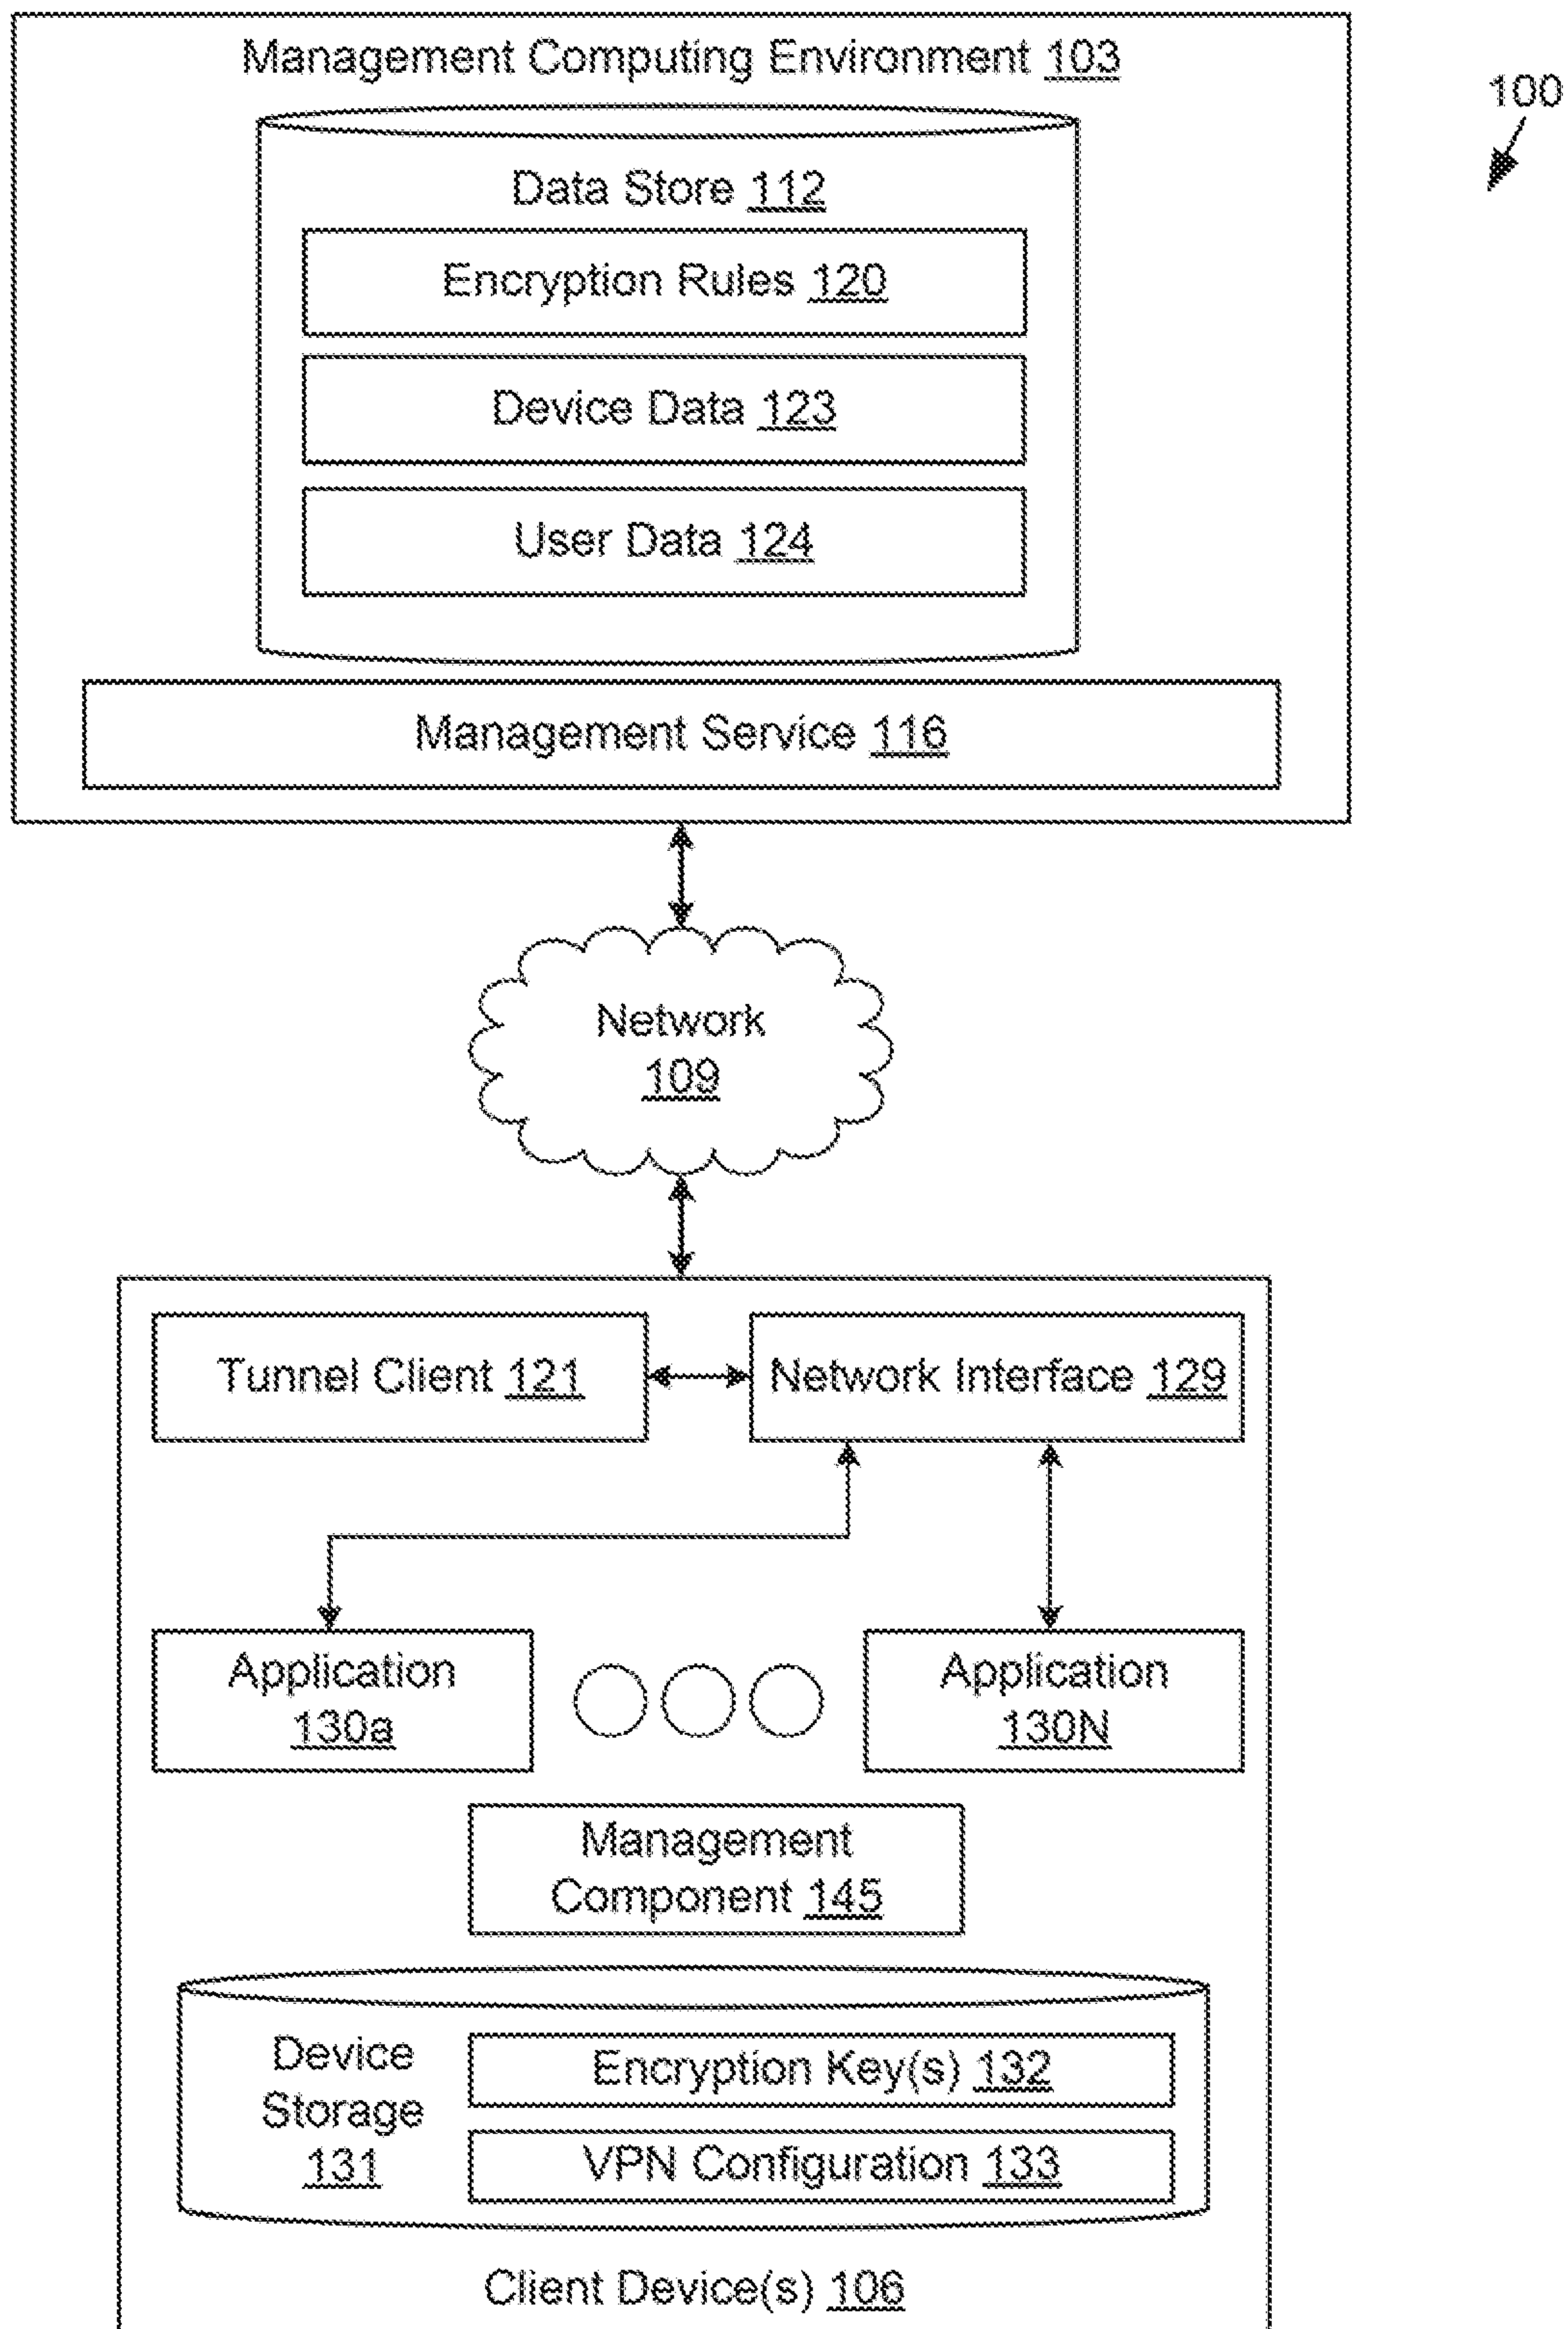 Management Computing Environment 103
100
Data Store 112
Encryption Rules 120
Device Data 123
User Data 124
Management Service 116
Network
109
Tunnel Client 121
Network Interface 129
Application
130a
Application
130N
Management
Component 145
Device
Storage
131
Encryption Key(s) 132
VPN Configuration 133
Client Device(s) 106